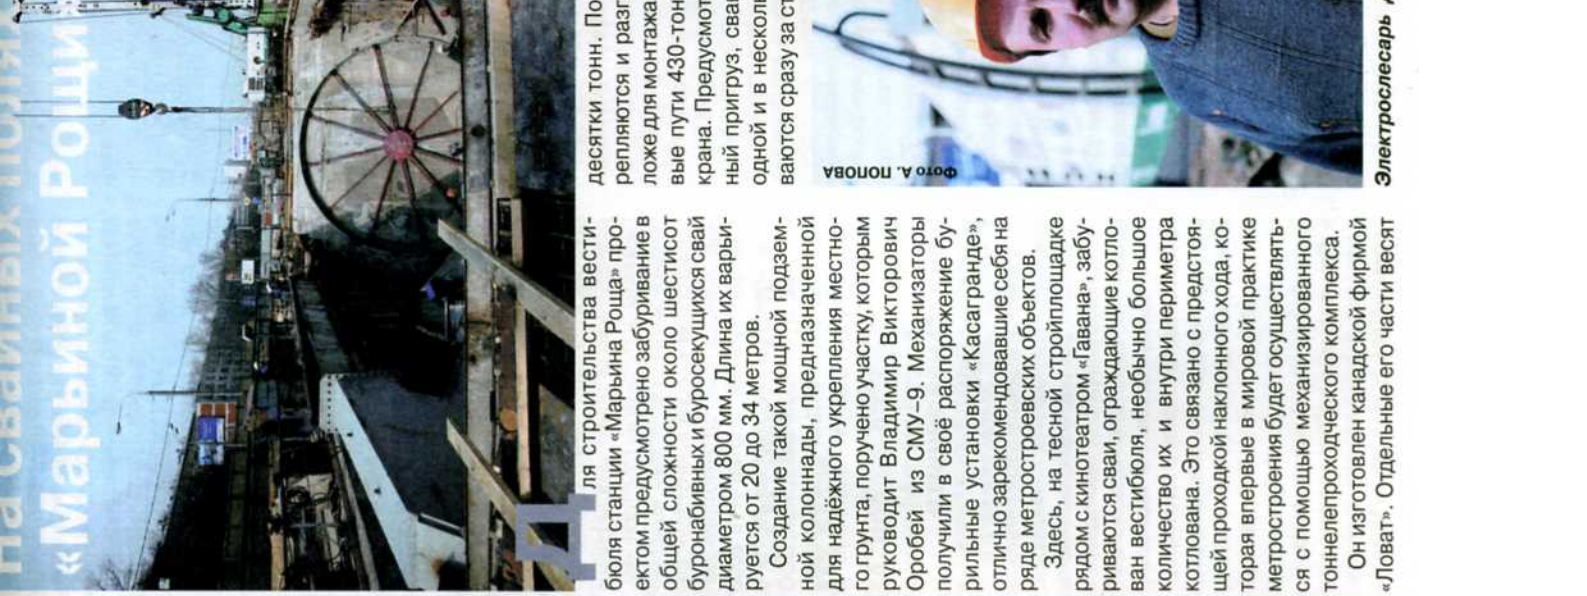 на свайных полях
«Марьиной Рощи»
Для строительства вести-
бюля станции «Марьина Роща» про-
ектом предусмотрено забуривание в
общей сложности около шестисот
буронабивных и буросекущихся свай
диаметром 800 мм. Длина их варьи-
руется от 20 до 34 метров.
Создание такой мощной подзем-
ной колоннады, предназначенной
для надёжного укрепления местно-
го грунта, поручено участку, которым
руководит Владимир Викторович
Оробей из СМУ–9. Механизаторы
получили в своё распоряжение бу-
рильные установки «Касагранде»,
отлично зарекомендовавшие себя на
ряде метростроевских объектов.
Здесь, на тесной стройплощадке
рядом с кинотеатром «Гавана», забу-
риваются сваи, ограждающие котло-
ван вестибюля, необычно большое
количество их и внутри периметра
котлована. Это связано с предстоя-
щей проходкой наклонного хода, ко-
торая впервые в мировой практике
метростроения будет осуществлять-
ся с помощью механизированного
тоннелепроходческого комплекса.
Он изготовлен канадской фирмой
«Ловат». Отдельные его части весят
десятки тонн. По
репляются и разг
ложе для монтажа
вые пути 430-тон
крана. Предусмот
ный пригруз, сва
одной и в несколь
ваются сразу за ст
Фото А. ПОПОВА
Электрослесарь